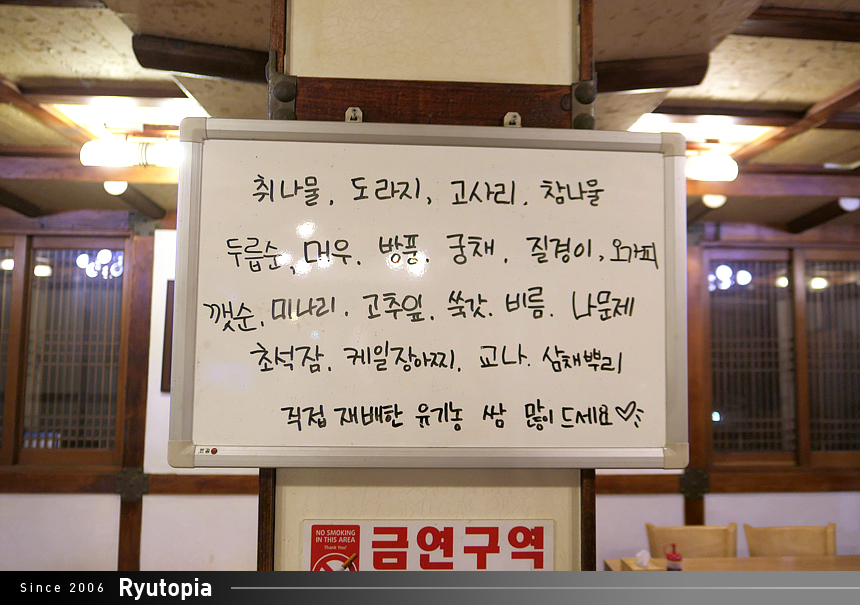 취나물, 도라지, 고사리, 참나물
두릅순, 머우, 방풍, 궁채, 질경이, 오가피
깻순, 미나리, 고추잎, 쑥갓, 비름, 나문제
초석잠, 케일장아찌, 교나, 삼채뿌리
직접 재배한 유기농 쌈 많이 드세요♡
NO SMOKING
IN THIS AREA
Thank You!
금연구역
Since 2006 Ryutopia